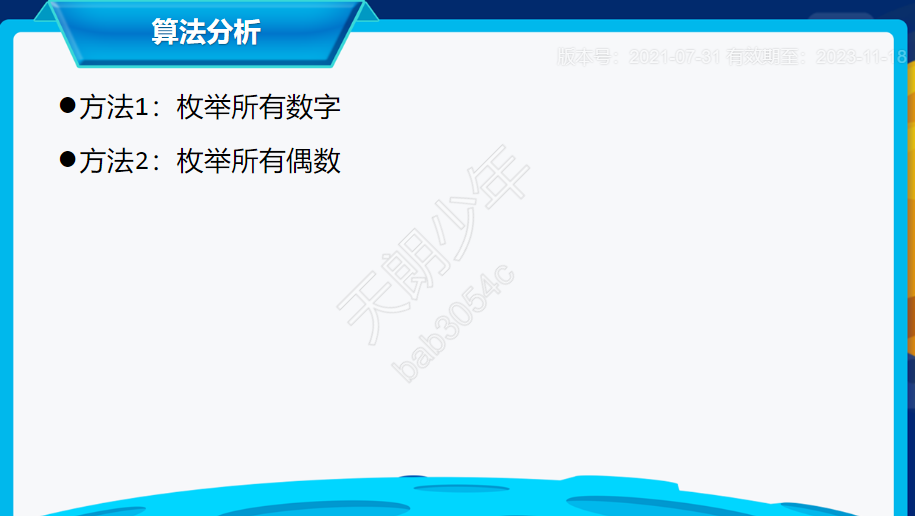 算法分析
版本号：2021-07-31 有效期至：2023-11-18
●方法1：枚举所有数字
●方法2：枚举所有偶数
天朗少年
bab3054c